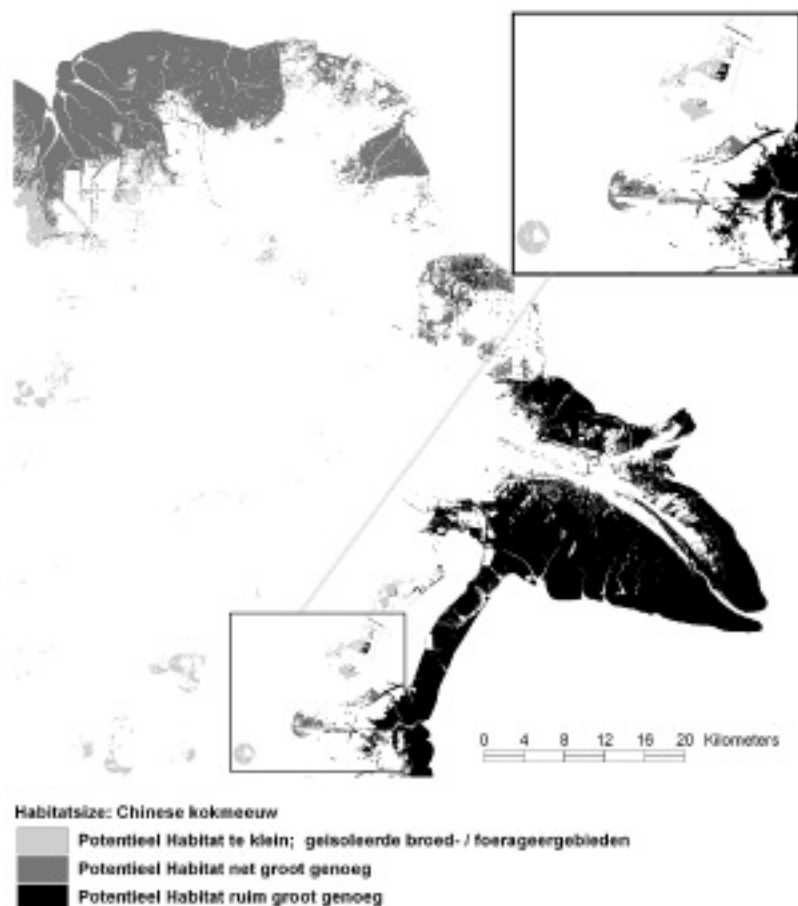 0 4 8 12 16 20 Kilometers
Habitatsize: Chinese kokmeeuw
Potentieel Habitat te klein; geisoleerde broed- / foerageergebieden
Potentieel Habitat net groot genoeg
Potentieel Habitat ruim groot genoeg